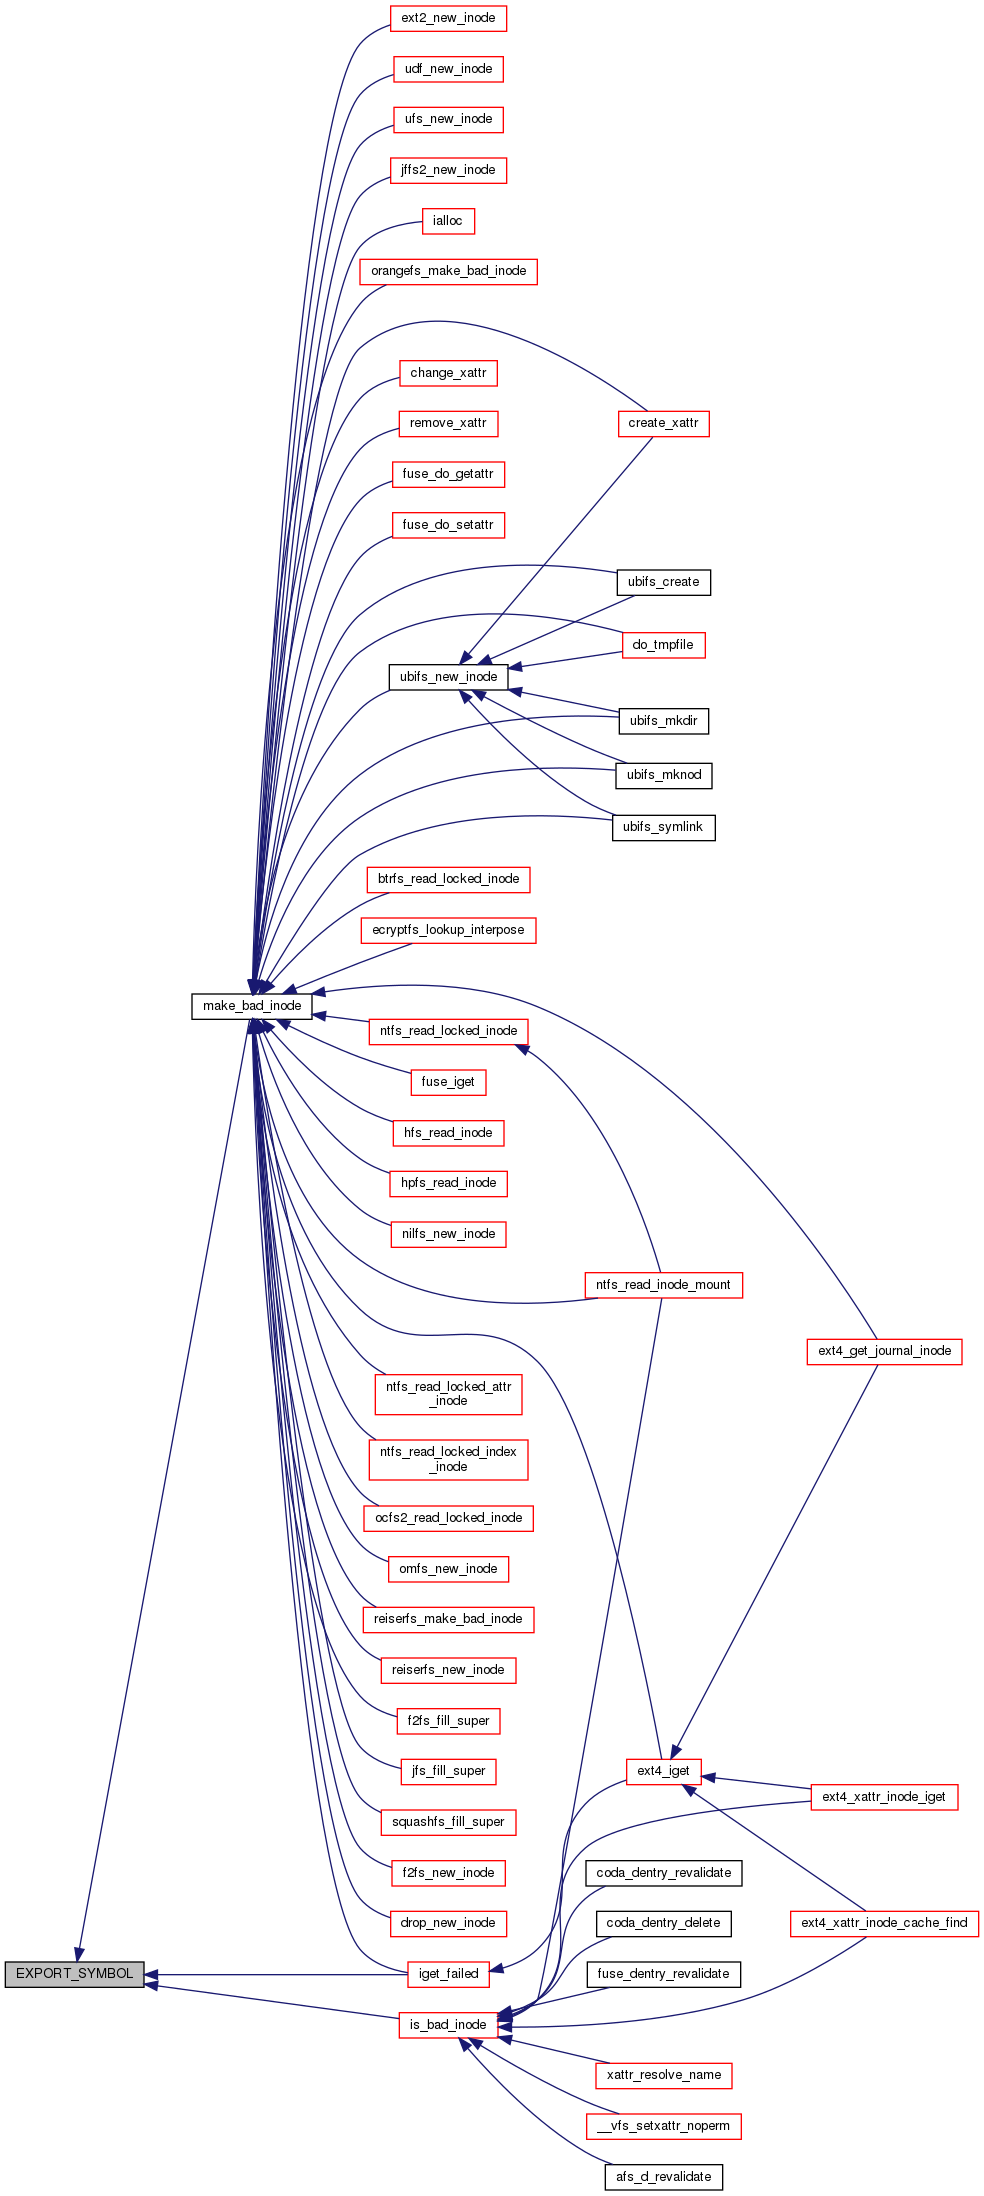 ext2_new_inode
udf_new_inode
ufs_new_inode
jffs2_new_inode
ialloc
orangefs_make_bad_inode
change_xattr
remove_xattr
create_xattr
fuse_do_getattr
fuse_do_setattr
ubifs_create
do_tmpfile
ubifs_new_inode
ubifs_mkdir
ubifs_mknod
ubifs_symlink
btrfs_read_locked_inode
ecryptfs_lookup_interpose
make_bad_inode
ntfs_read_locked_inode
fuse_iget
hfs_read_inode
hpfs_read_inode
nilfs_new_inode
ntfs_read_inode_mount
ext4_get_journal_inode
ntfs_read_locked_attr
_inode
ntfs_read_locked_index
_inode
ocfs2_read_locked_inode
omfs_new_inode
reiserfs_make_bad_inode
reiserfs_new_inode
f2fs_fill_super
jfs_fill_super
ext4_iget
ext4_xattr_inode_iget
squashfs_fill_super
f2fs_new_inode
coda_dentry_revalidate
drop_new_inode
coda_dentry_delete
ext4_xattr_inode_cache_find
EXPORT_SYMBOL
iget_failed
fuse_dentry_revalidate
is_bad_inode
xattr_resolve_name
__vfs_setxattr_noperm
afs_d_revalidate